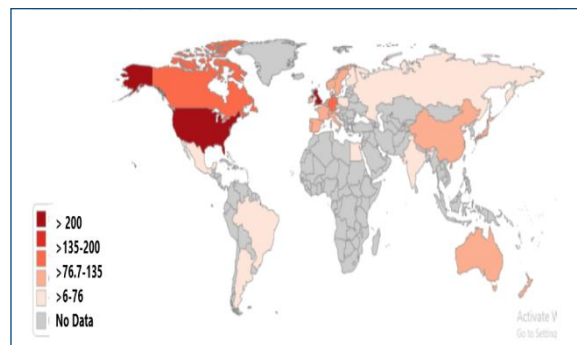 > 200
>135-200
>76.7-135
>6-76
No Data
Activate W
Go to Setting